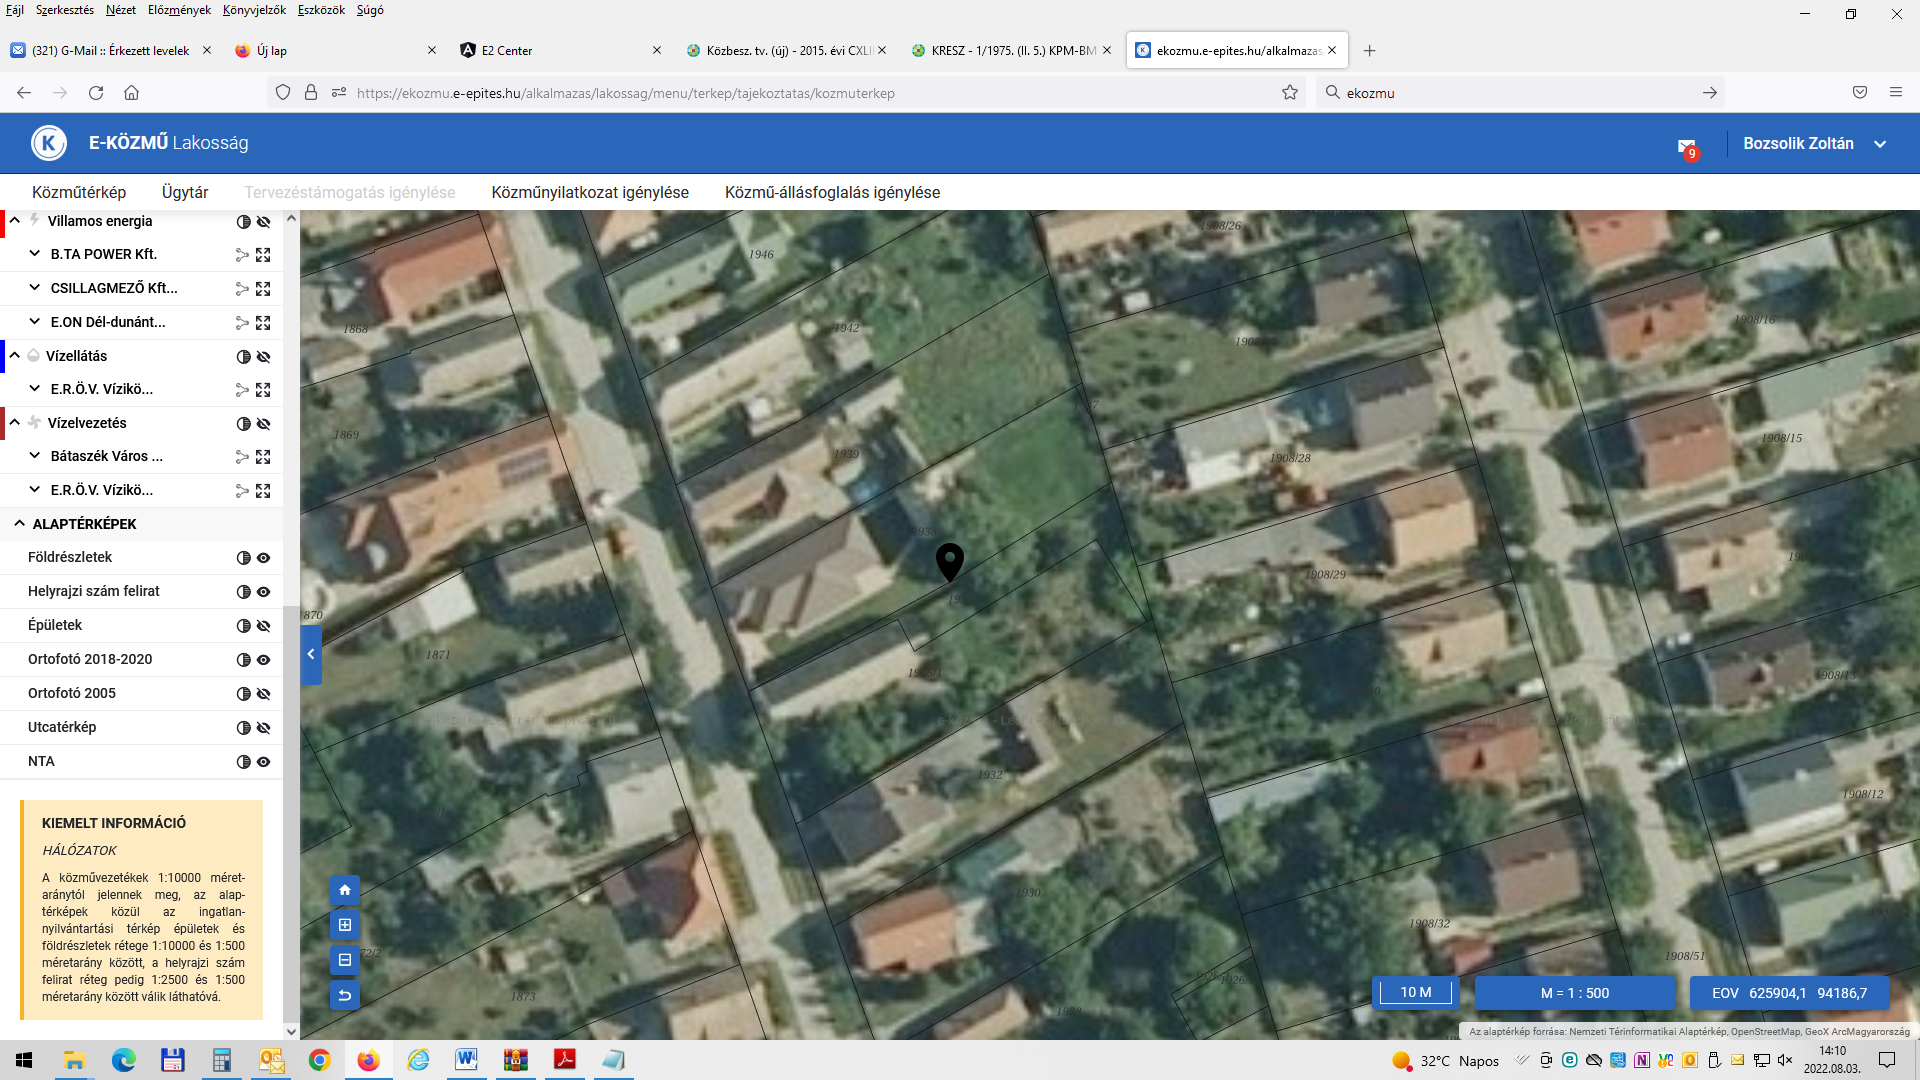 Fájl Szerkesztés Nézet Előzmények Könyvjelzők Eszközök Súgó
(321) G-Mail :: Érkezett levelek
Új lap
E2 Center
Közbesz. tv. (új) - 2015. évi CXLII
KRESZ - 1/1975. (II. 5.) KPM-BM
ekozmu.e-epites.hu/alkalmazas
https://ekozmu.e-epites.hu/alkalmazas/lakossag/menu/terkep/tajekoztatas/kozmuterkep
ekozmu
K
E-KÖZMŰ Lakosság
9
Bozsolik Zoltán
Közműtérkép
Ügytár
Tervezéstámogatás igénylése
Közműnyilatkozat igénylése
Közmű-állásfoglalás igénylése
Villamos energia
B.TA POWER Kft.
CSILLAGMEZŐ Kft...
E.ON Dél-dunánt...
Vízellátás
E.R.Ö.V. Vízikö...
Vízelvezetés
Bátaszék Város ...
E.R.Ö.V. Vízikö...
ALAPTÉRKÉPEK
Földrészletek
Helyrajzi szám felirat
Épületek
Ortofotó 2018-2020
Ortofotó 2005
Utcatérkép
NTA
KIEMELT INFORMÁCIÓ
HÁLÓZATOK
A közművezetékek 1:10000 méret-
aránytól jelennek meg, az alap-
térképek közül az ingatlan-
nyilvántartási térkép épületek és
földrészletek rétege 1:10000 és 1:500
méretarány között, a helyrajzi szám
felirat réteg pedig 1:2500 és 1:500
méretarány között válik láthatóvá.
1908/26
1946
1868
1942
1908/16
1869
1939
1908/28
1908/15
1908/29
1870
1871
1908/13
1932
1908/12
1930
1908/32
1908/51
1873
10 M
M = 1 : 500
EOV 625904,1 94186,7
Az alaptérkép forrása: Nemzeti Térinformatikai Alaptérkép, OpenStreetMap, GeoX ArcMagyarország
32°C Napos
14:10
2022.08.03.